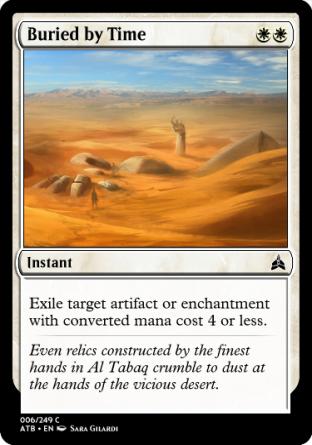 Buried by Time
Instant
Exile target artifact or enchantment
with converted mana cost 4 or less.
Even relics constructed by the finest
hands in Al Tabaq crumble to dust at
the hands of the vicious desert.
006/249 C
ATB • EN Sara Gilardi